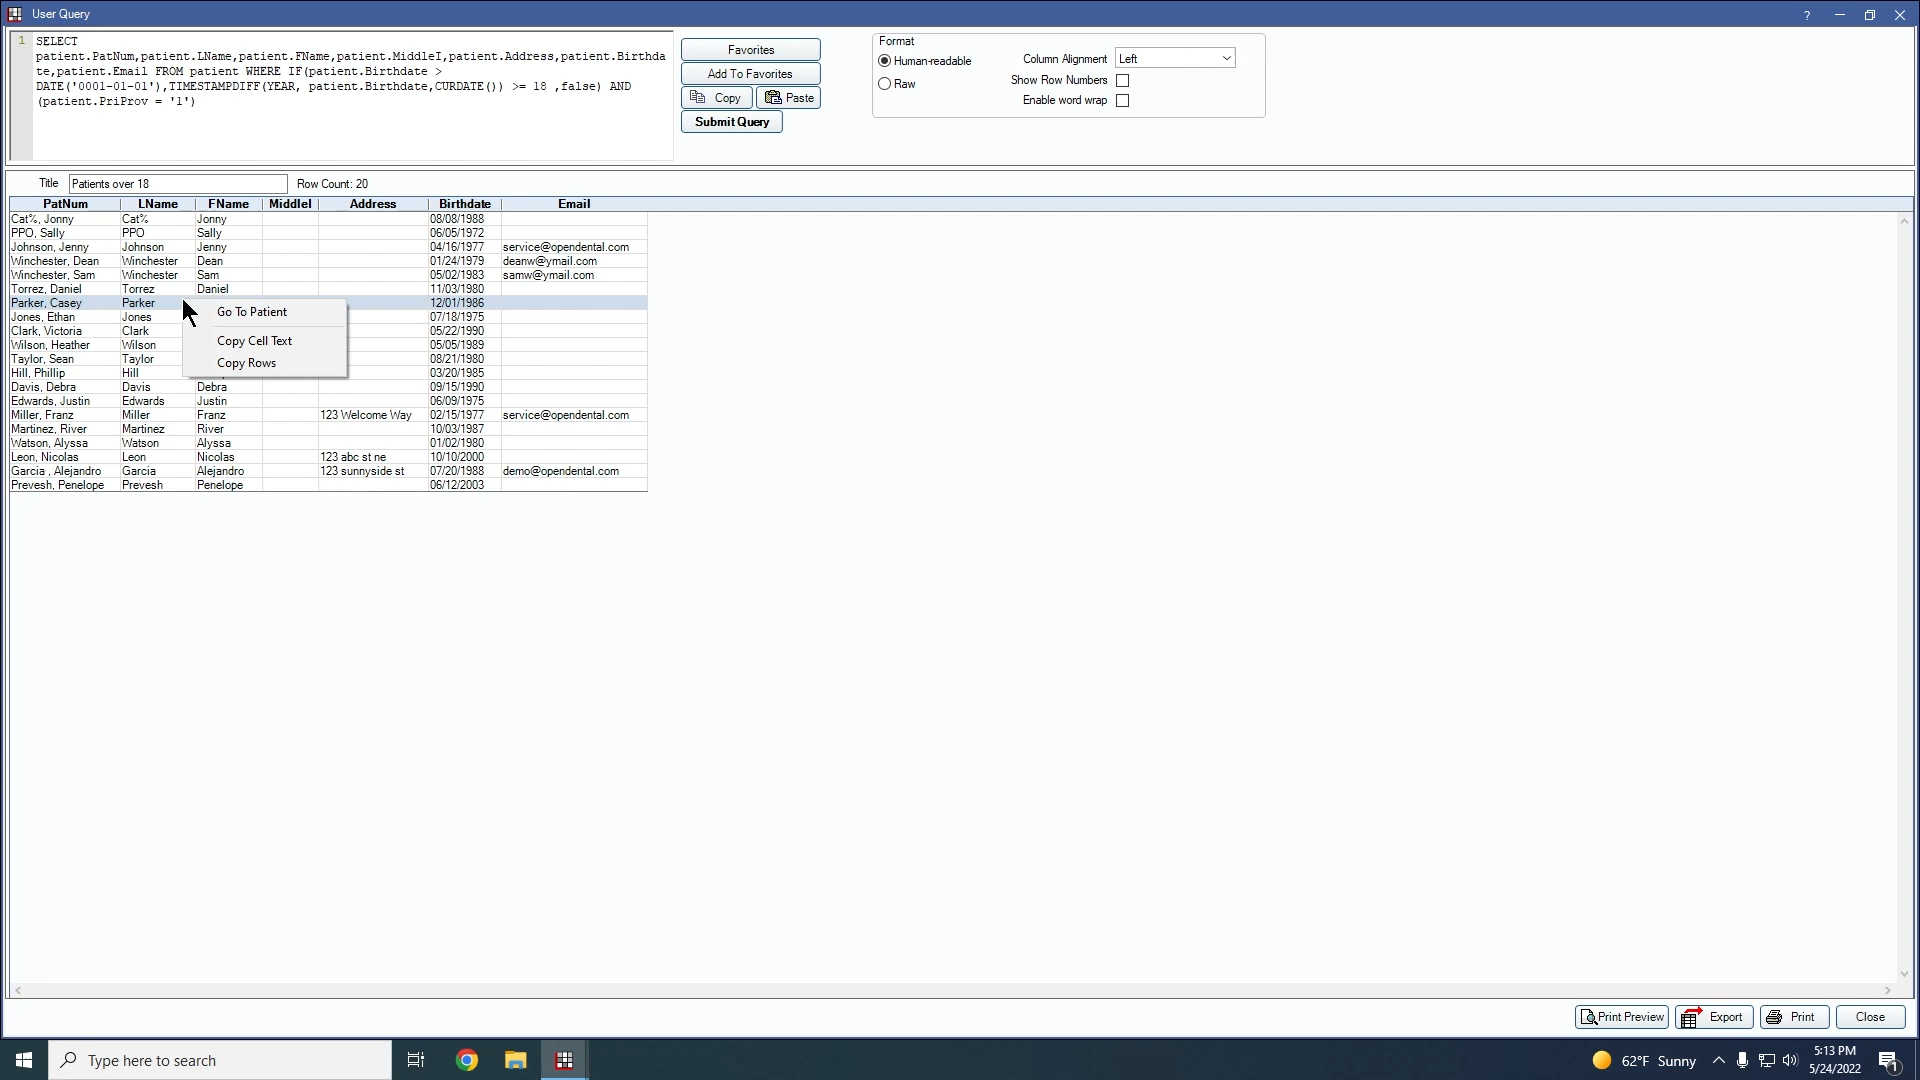 User Query
?
1 SELECT
patient.PatNum,patient.LName,patient.FName,patient.MiddleI,patient.Address,patient.Birthda
te,patient.Email FROM patient WHERE IF(patient.Birthdate >
DATE('0001-01-01'),TIMESTAMPDIFF(YEAR, patient.Birthdate,CURDATE()) >= 18 ,false) AND
(patient.PriProv = '1')
Favorites
Add To Favorites
Copy Paste
Submit Query
Format
Human-readable
Raw
Column Alignment Left
Show Row Numbers
Enable word wrap
Title Patients over 18 Row Count: 20
PatNum LName FName MiddleI Address Birthdate Email
Cat%, Jonny Cat% Jonny 08/08/1988
PPO, Sally PPO Sally 06/05/1972
Johnson, Jenny Johnson Jenny 04/16/1977 service@opendental.com
Winchester, Dean Winchester Dean 01/24/1979 deanw@ymail.com
Winchester, Sam Winchester Sam 05/02/1983 samw@ymail.com
Torrez, Daniel Torrez Daniel 11/03/1980
Parker, Casey Parker 12/01/1986
Jones, Ethan Jones 07/18/1975
Clark, Victoria Clark 05/22/1990
Wilson, Heather Wilson 05/05/1989
Taylor, Sean Taylor 08/21/1980
Hill, Phillip Hill 03/20/1985
Davis, Debra Davis Debra 09/15/1990
Edwards, Justin Edwards Justin 06/09/1975
Miller, Franz Miller Franz 123 Welcome Way 02/15/1977 service@opendental.com
Martinez, River Martinez River 10/03/1987
Watson, Alyssa Watson Alyssa 01/02/1980
Leon, Nicolas Leon Nicolas 123 abc st ne 10/10/2000
Garcia , Alejandro Garcia Alejandro 123 sunnyside st 07/20/1988 demo@opendental.com
Prevesh, Penelope Prevesh Penelope 06/12/2003
Go To Patient
Copy Cell Text
Copy Rows
Print Preview Export Print Close
Type here to search
62°F Sunny
5:13 PM
5/24/2022
1